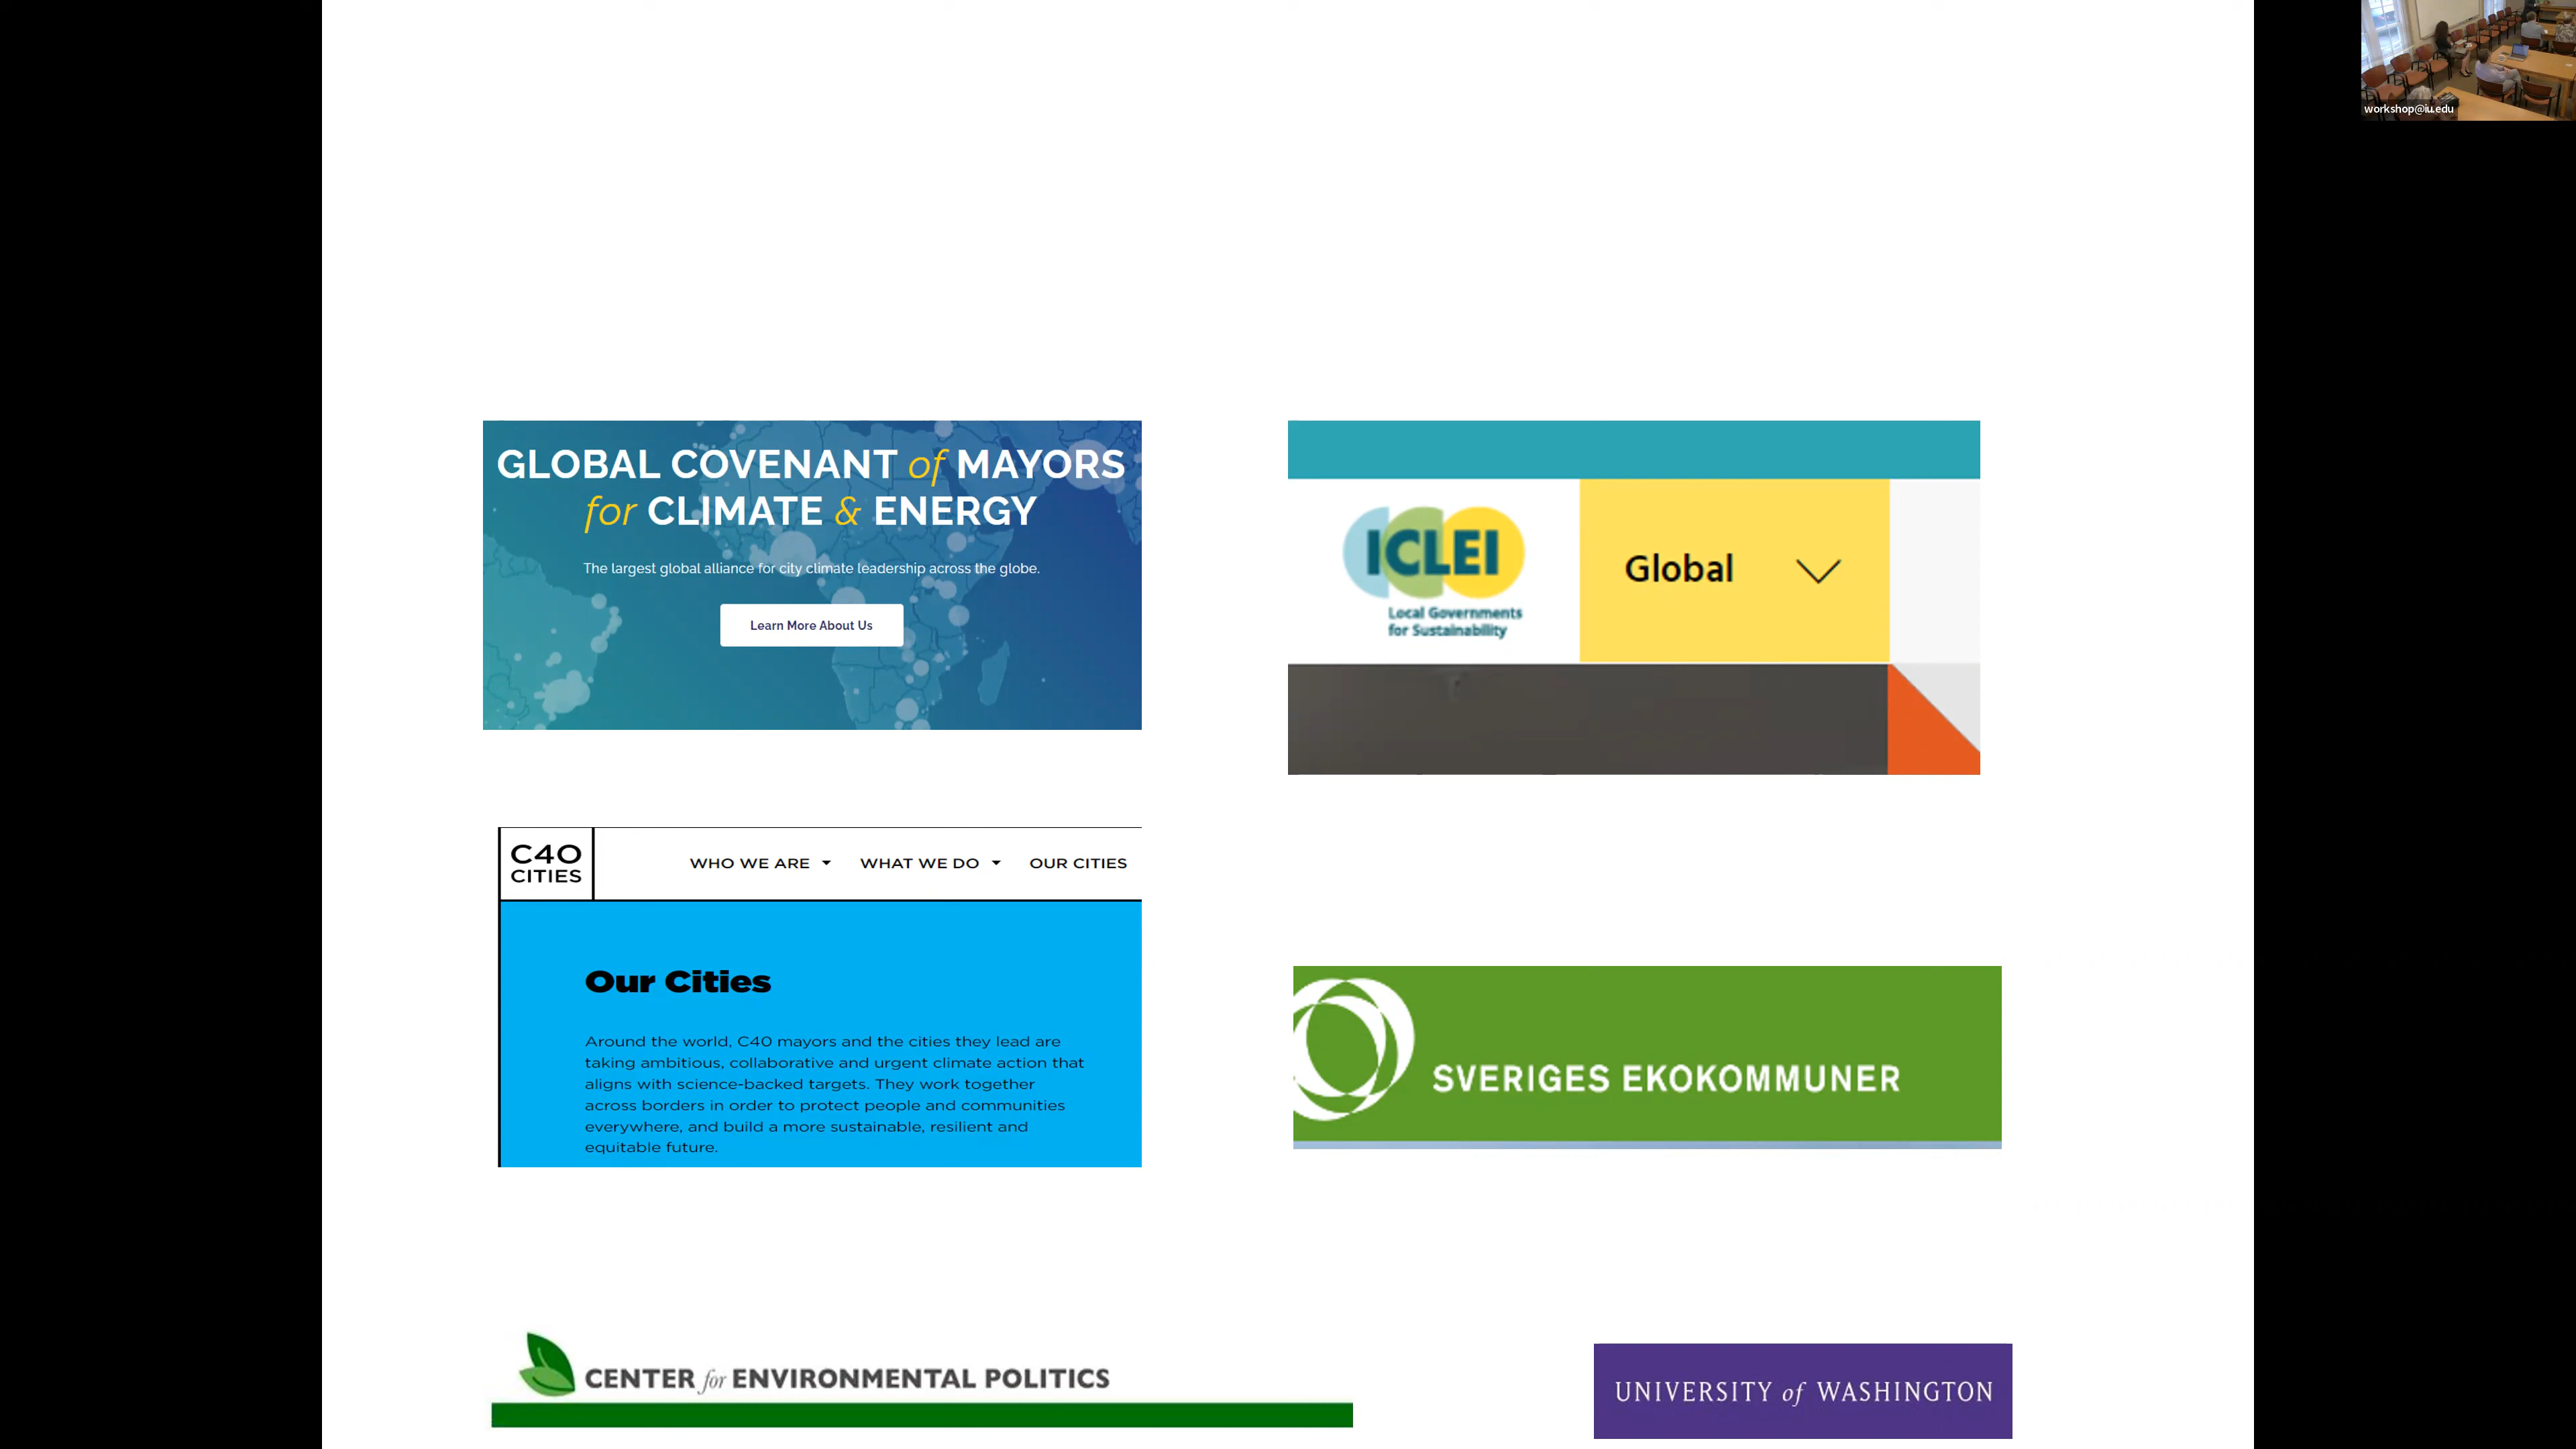 workshop@iu.edu
GLOBAL COVENANT of MAYORS
for CLIMATE & ENERGY
The largest global alliance for city climate leadership across the globe.
Learn More About Us
ICLEI
Local Governments
for Sustainability
Global
C40
CITIES
WHO WE ARE
WHAT WE DO
OUR CITIES
Our Cities
Around the world, C40 mayors and the cities they lead are
taking ambitious, collaborative and urgent climate action that
aligns with science-backed targets. They work together
across borders in order to protect people and communities
everywhere, and build a more sustainable, resilient and
equitable future.
SVERIGES EKOKOMMUNER
CENTER for ENVIRONMENTAL POLITICS
UNIVERSITY of WASHINGTON